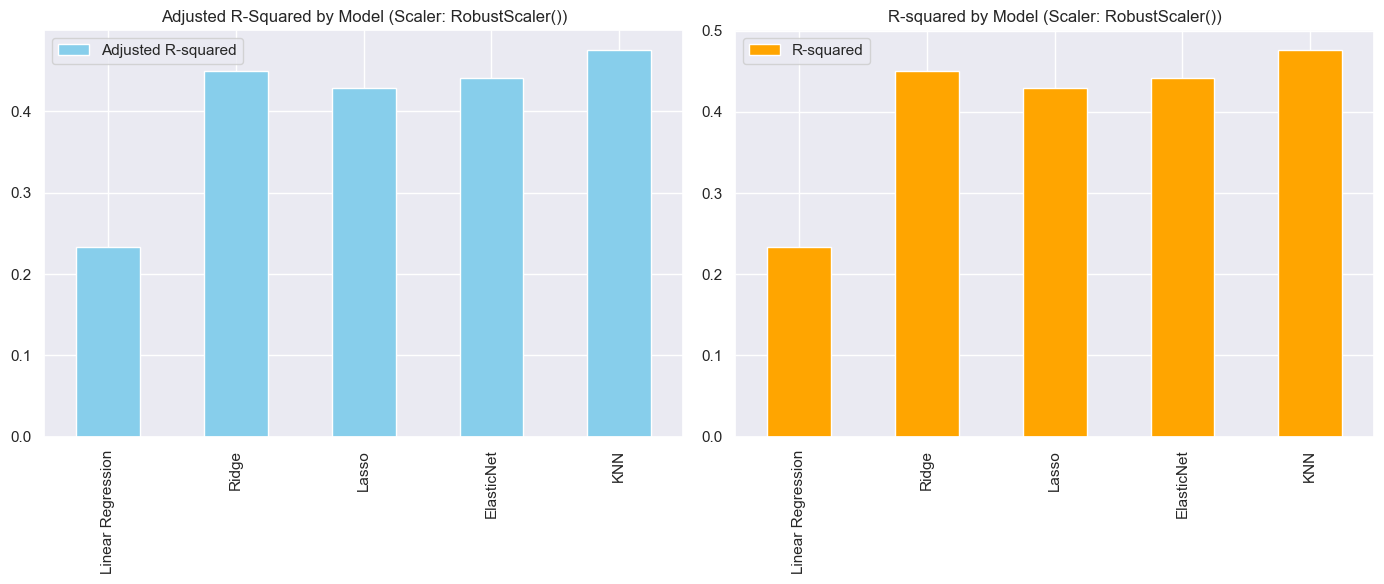 Adjusted R-Squared by Model (Scaler: RobustScaler())
Adjusted R-squared
0.4
0.3
0.2
0.1
0.0
Linear Regression
Ridge
Lasso
ElasticNet
KNN
R-squared by Model (Scaler: RobustScaler())
R-squared
0.5
0.4
0.3
0.2
0.1
0.0
Linear Regression
Ridge
Lasso
ElasticNet
KNN